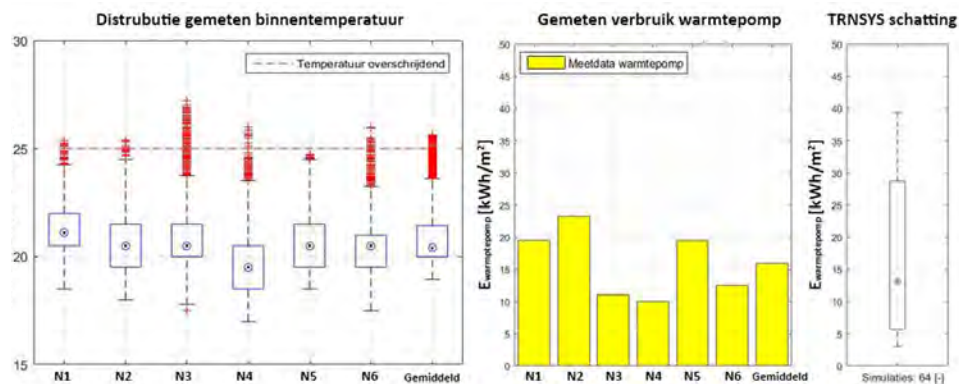 Distrubutie gemeten binnentemperatuur
30
25
20
15
Temperatuur overschrijdend
N1 N2 N3 N4 N5 N6 Gemiddeld
Gemeten verbruik warmtepomp
Ewarmptepomp [kWh/m²]
50
45
40
35
30
25
20
15
10
5
0
Meetdata warmtepomp
N1 N2 N3 N4 N5 N6 Gemiddeld
TRNSYS schatting
Ewarmptepomp [kWh/m²]
50
45
40
35
30
25
20
15
10
5
0
Simulaties: 64 [-]